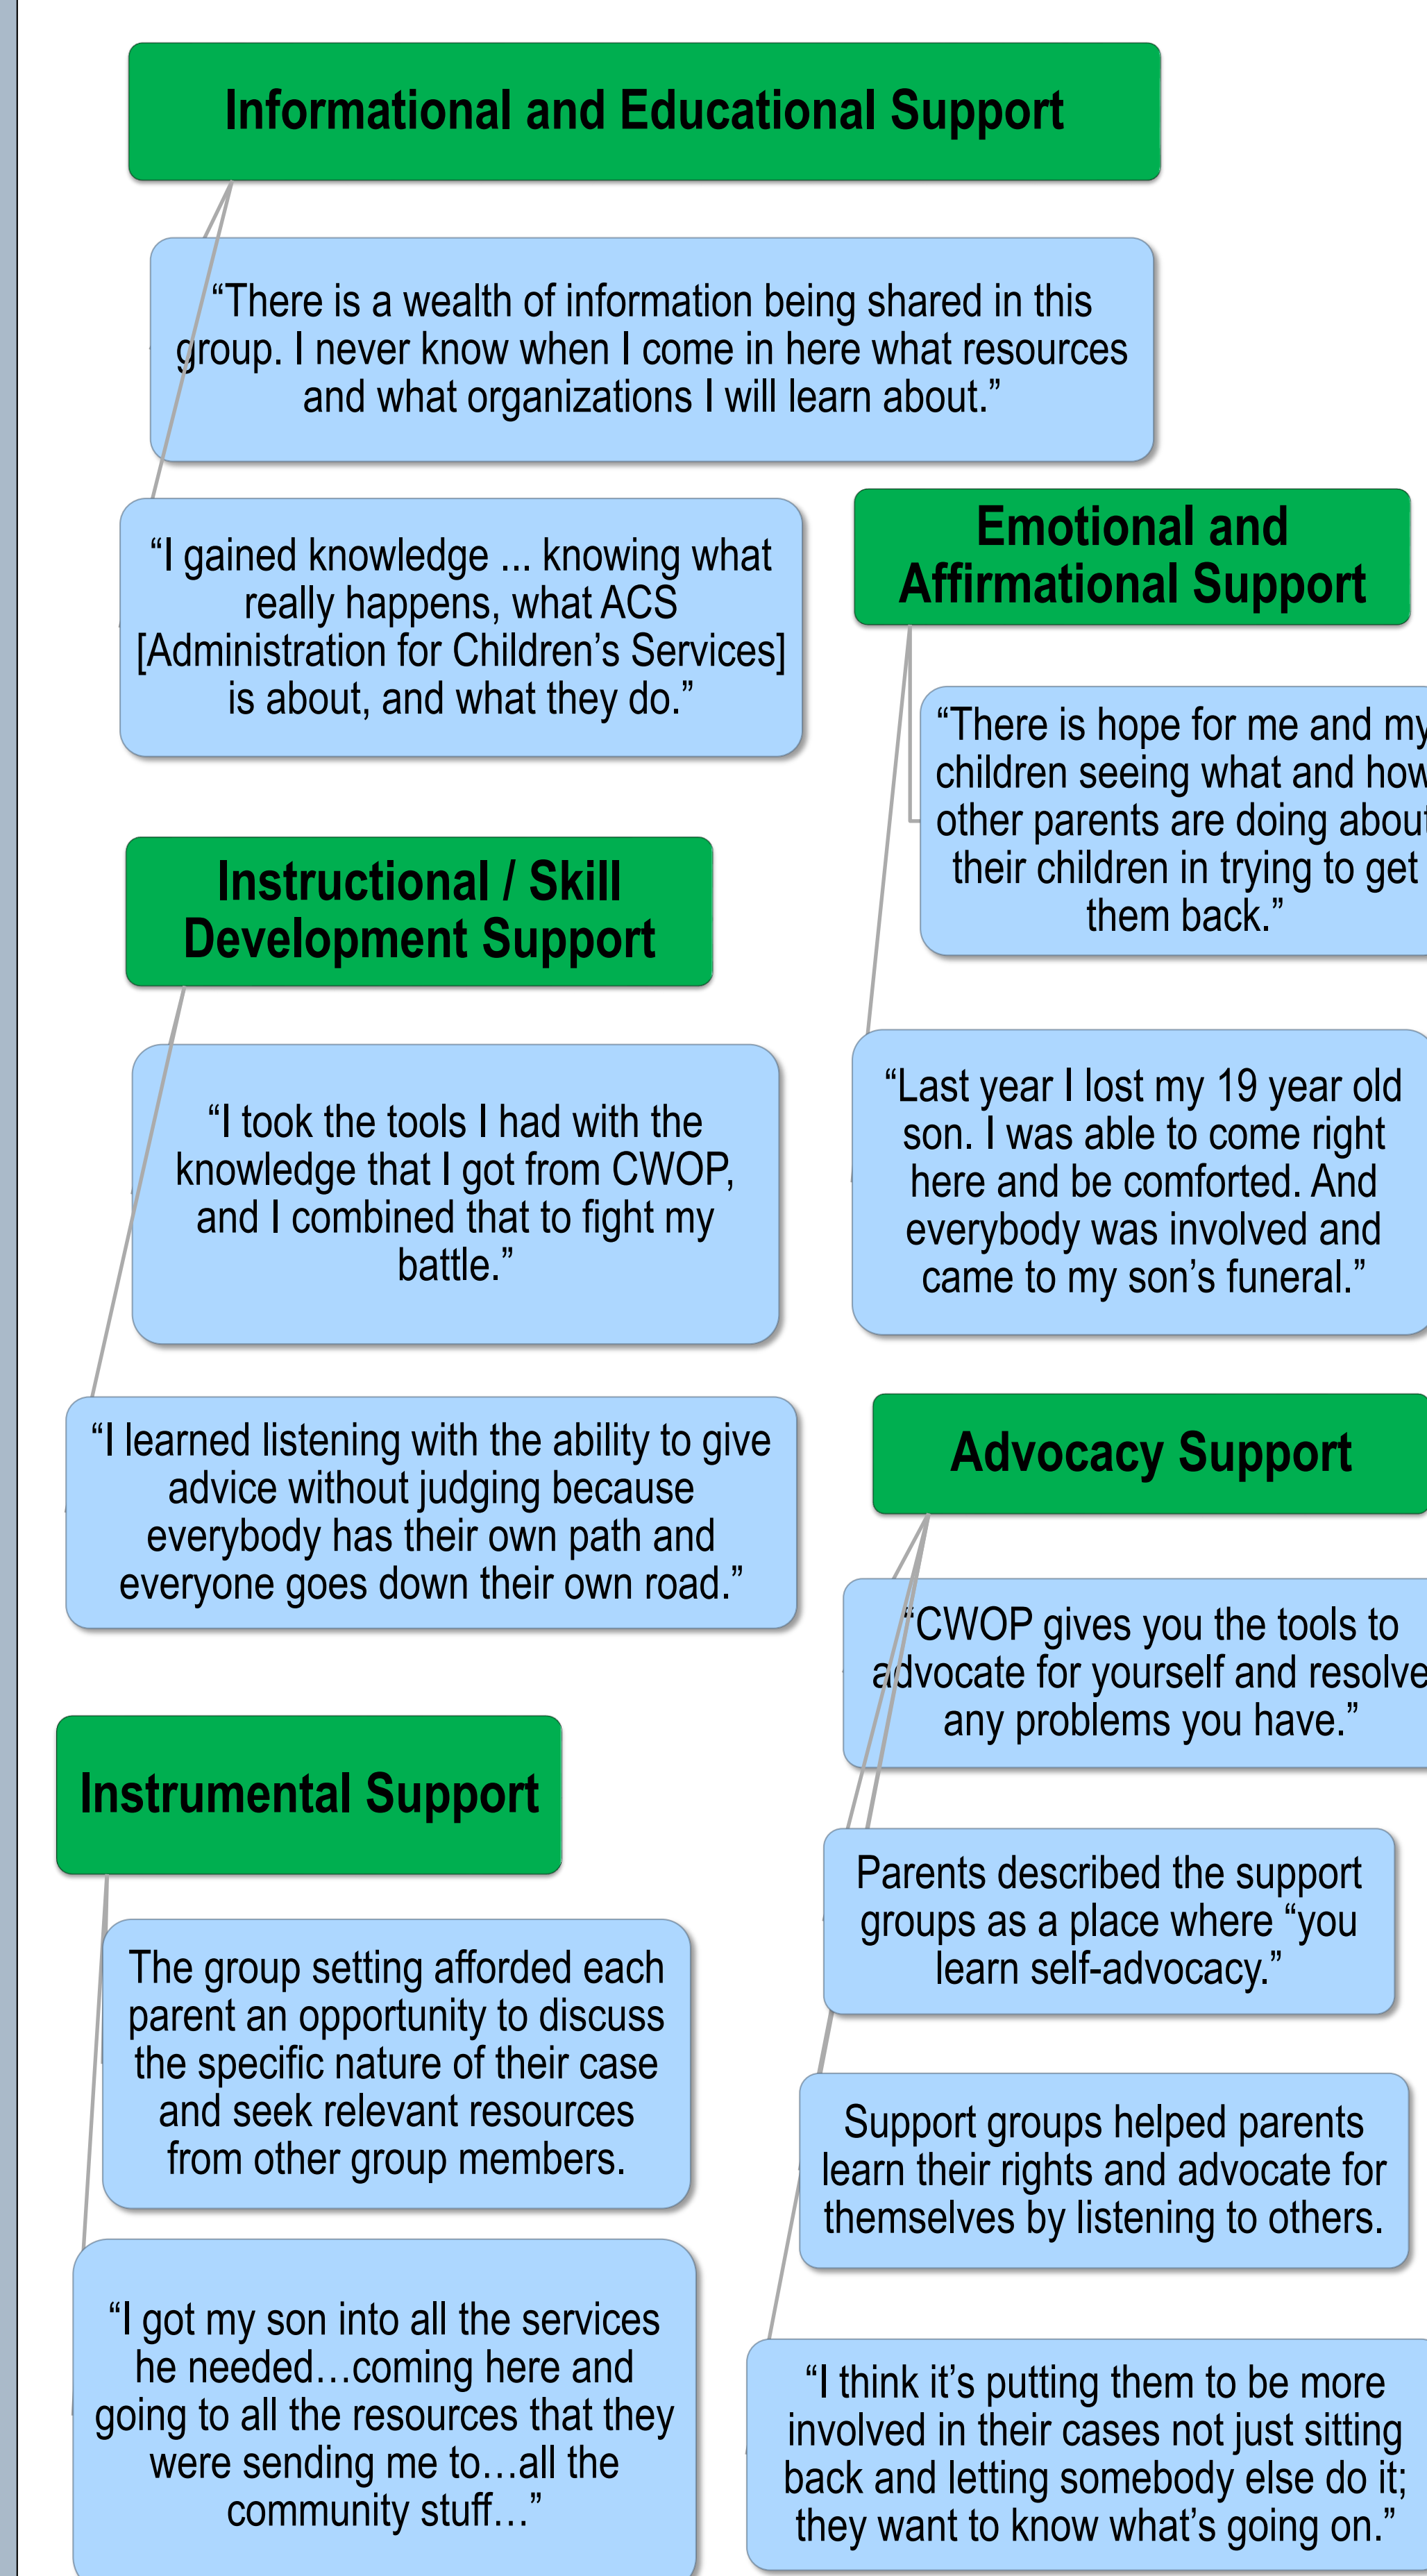 Informational and Educational Support
“There is a wealth of information being shared in this
group. I never know when I come in here what resources
and what organizations I will learn about.”
“I gained knowledge ... knowing what
really happens, what ACS
[Administration for Children’s Services]
is about, and what they do.”
Emotional and
Affirmational Support
“There is hope for me and my
children seeing what and how
other parents are doing about
their children in trying to get
them back.”
“Last year I lost my 19 year old
son. I was able to come right
here and be comforted. And
everybody was involved and
came to my son’s funeral.”
Instructional / Skill
Development Support
“I took the tools I had with the
knowledge that I got from CWOP,
and I combined that to fight my
battle.”
“I learned listening with the ability to give
advice without judging because
everybody has their own path and
everyone goes down their own road.”
Advocacy Support
“CWOP gives you the tools to
advocate for yourself and resolve
any problems you have.”
Parents described the support
groups as a place where “you
learn self-advocacy.”
Support groups helped parents
learn their rights and advocate for
themselves by listening to others.
“I think it’s putting them to be more
involved in their cases not just sitting
back and letting somebody else do it;
they want to know what’s going on.”
Instrumental Support
The group setting afforded each
parent an opportunity to discuss
the specific nature of their case
and seek relevant resources
from other group members.
“I got my son into all the services
he needed…coming here and
going to all the resources that they
were sending me to…all the
community stuff…”